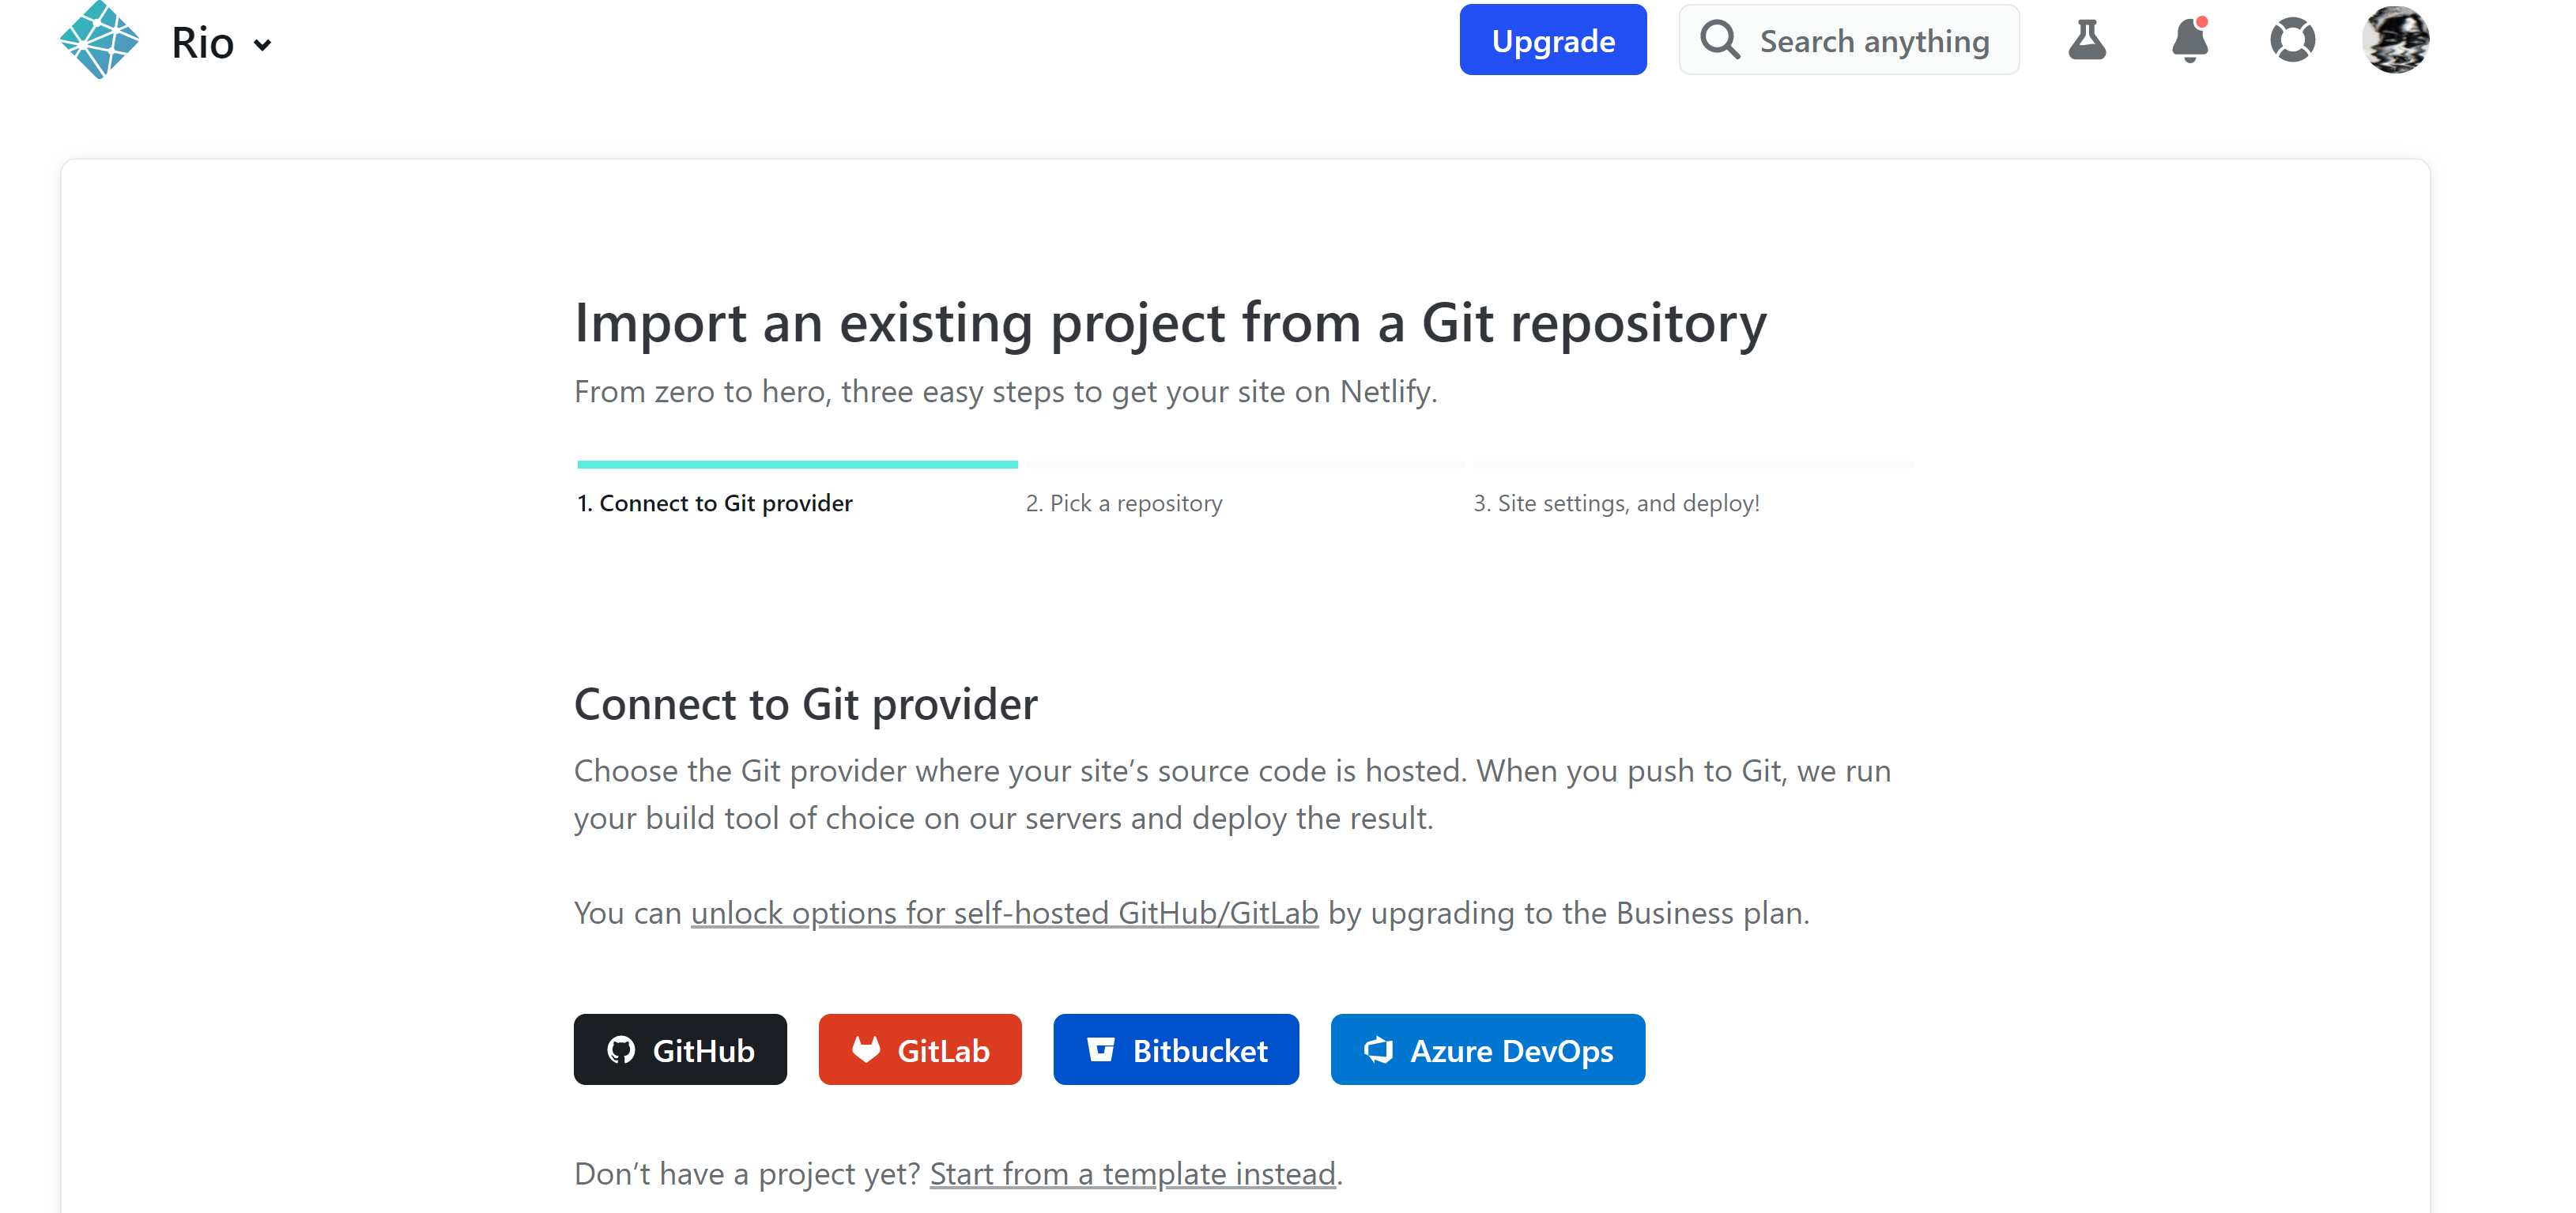 Rio
Upgrade
Search anything
Import an existing project from a Git repository
From zero to hero, three easy steps to get your site on Netlify.
1. Connect to Git provider
2. Pick a repository
3. Site settings, and deploy!
Connect to Git provider
Choose the Git provider where your site’s source code is hosted. When you push to Git, we run
your build tool of choice on our servers and deploy the result.
You can unlock options for self-hosted GitHub/GitLab by upgrading to the Business plan.
GitHub
GitLab
Bitbucket
Azure DevOps
Don’t have a project yet? Start from a template instead.